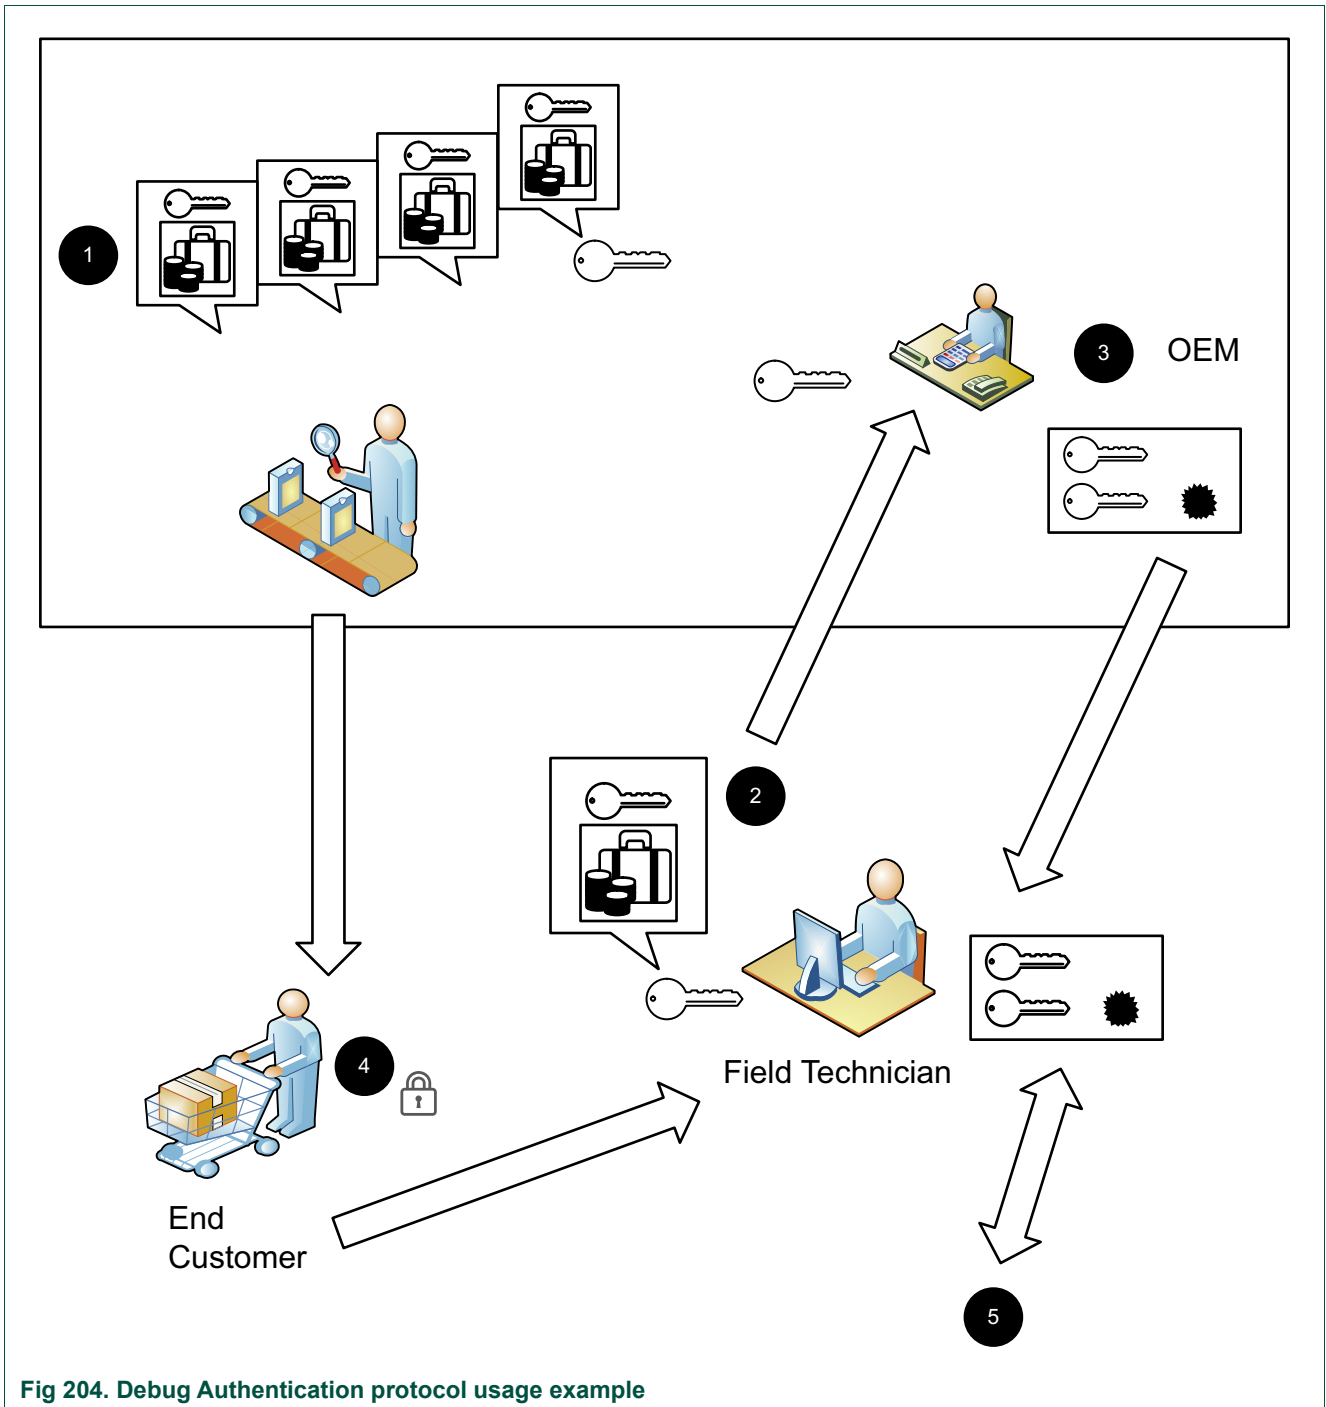 1
3
OEM
2
Field Technician
4
End
Customer
5
Fig 204. Debug Authentication protocol usage example